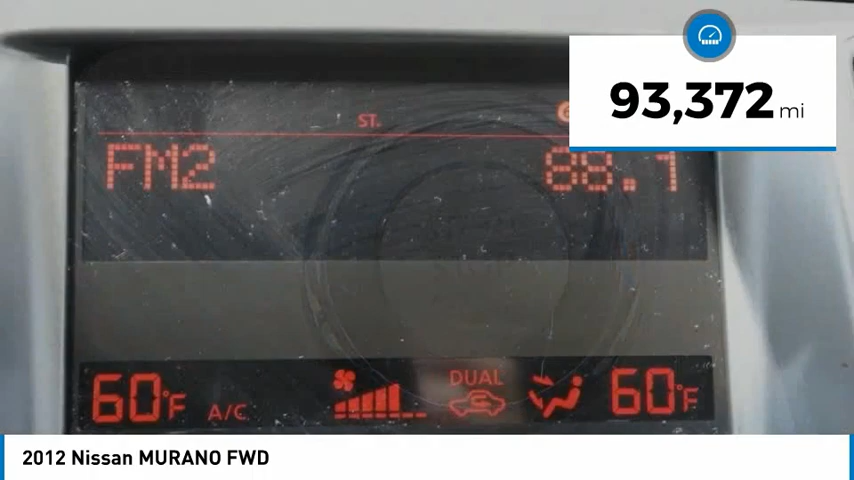 93,372 mi
ST.
FM2 88.1
DUAL
60°F A/C 60°F
2012 Nissan MURANO FWD